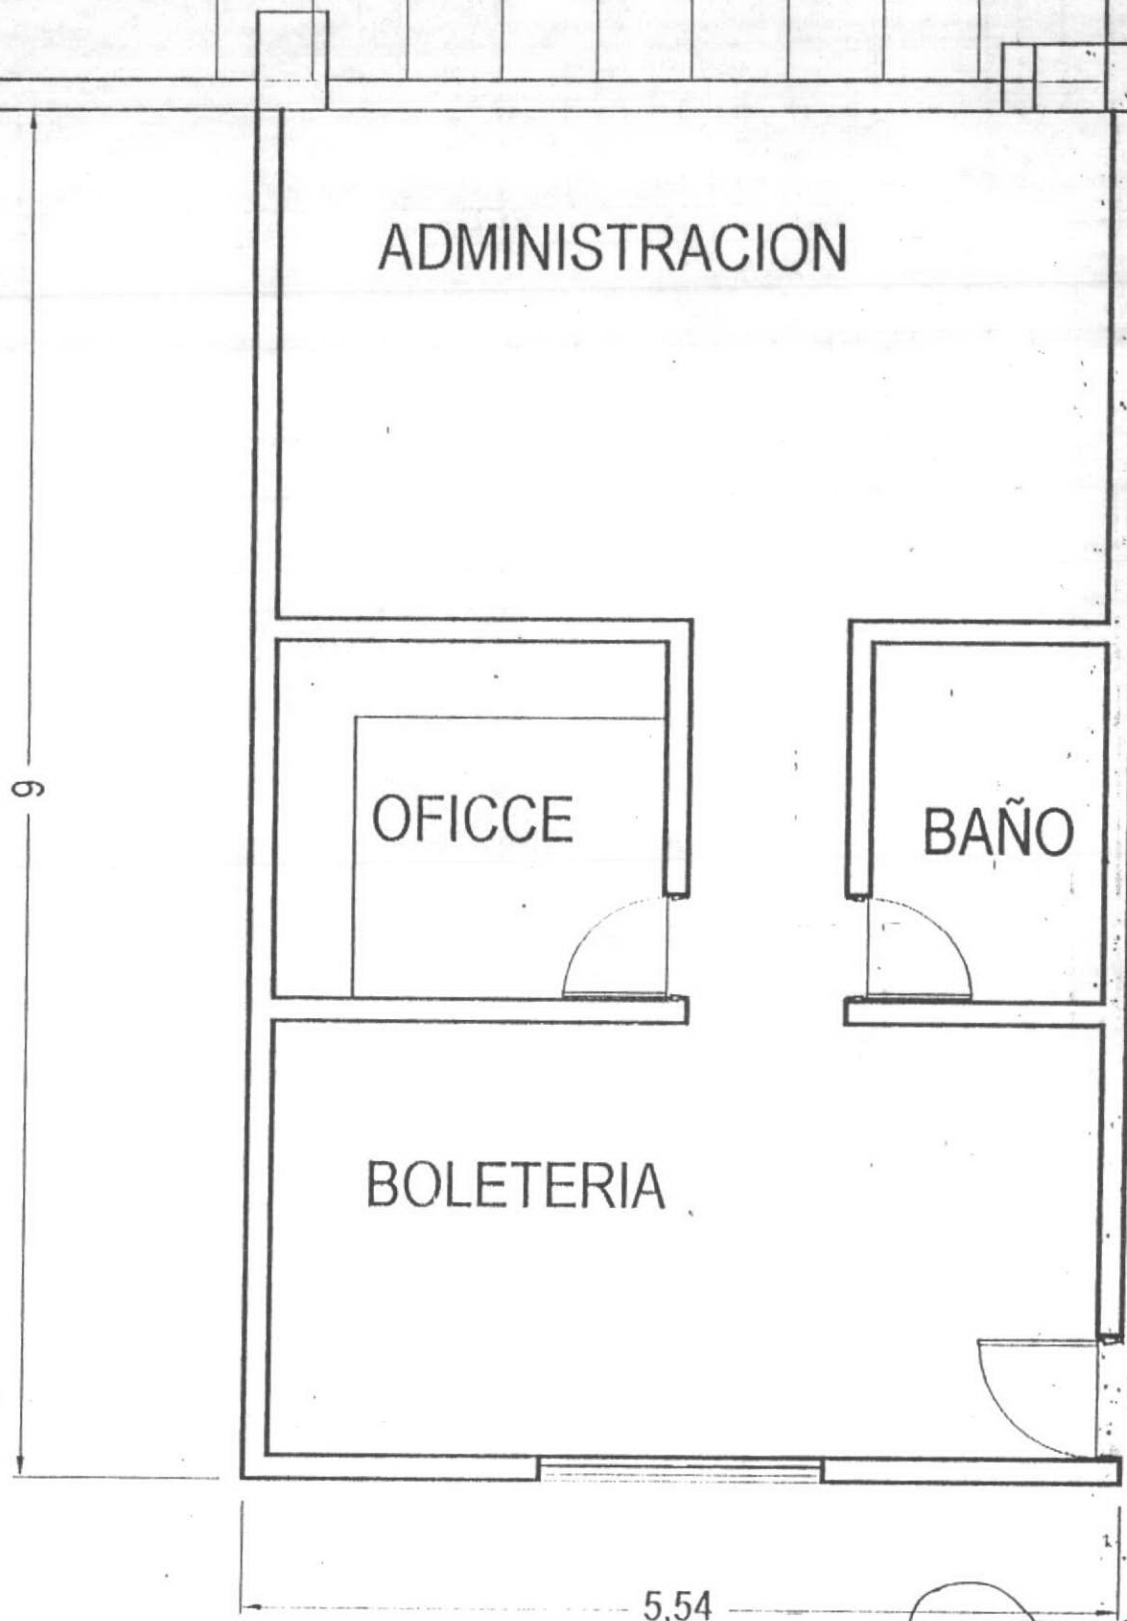 ADMINISTRACION
OFICCE
BAÑO
9
BOLETERIA
5,54